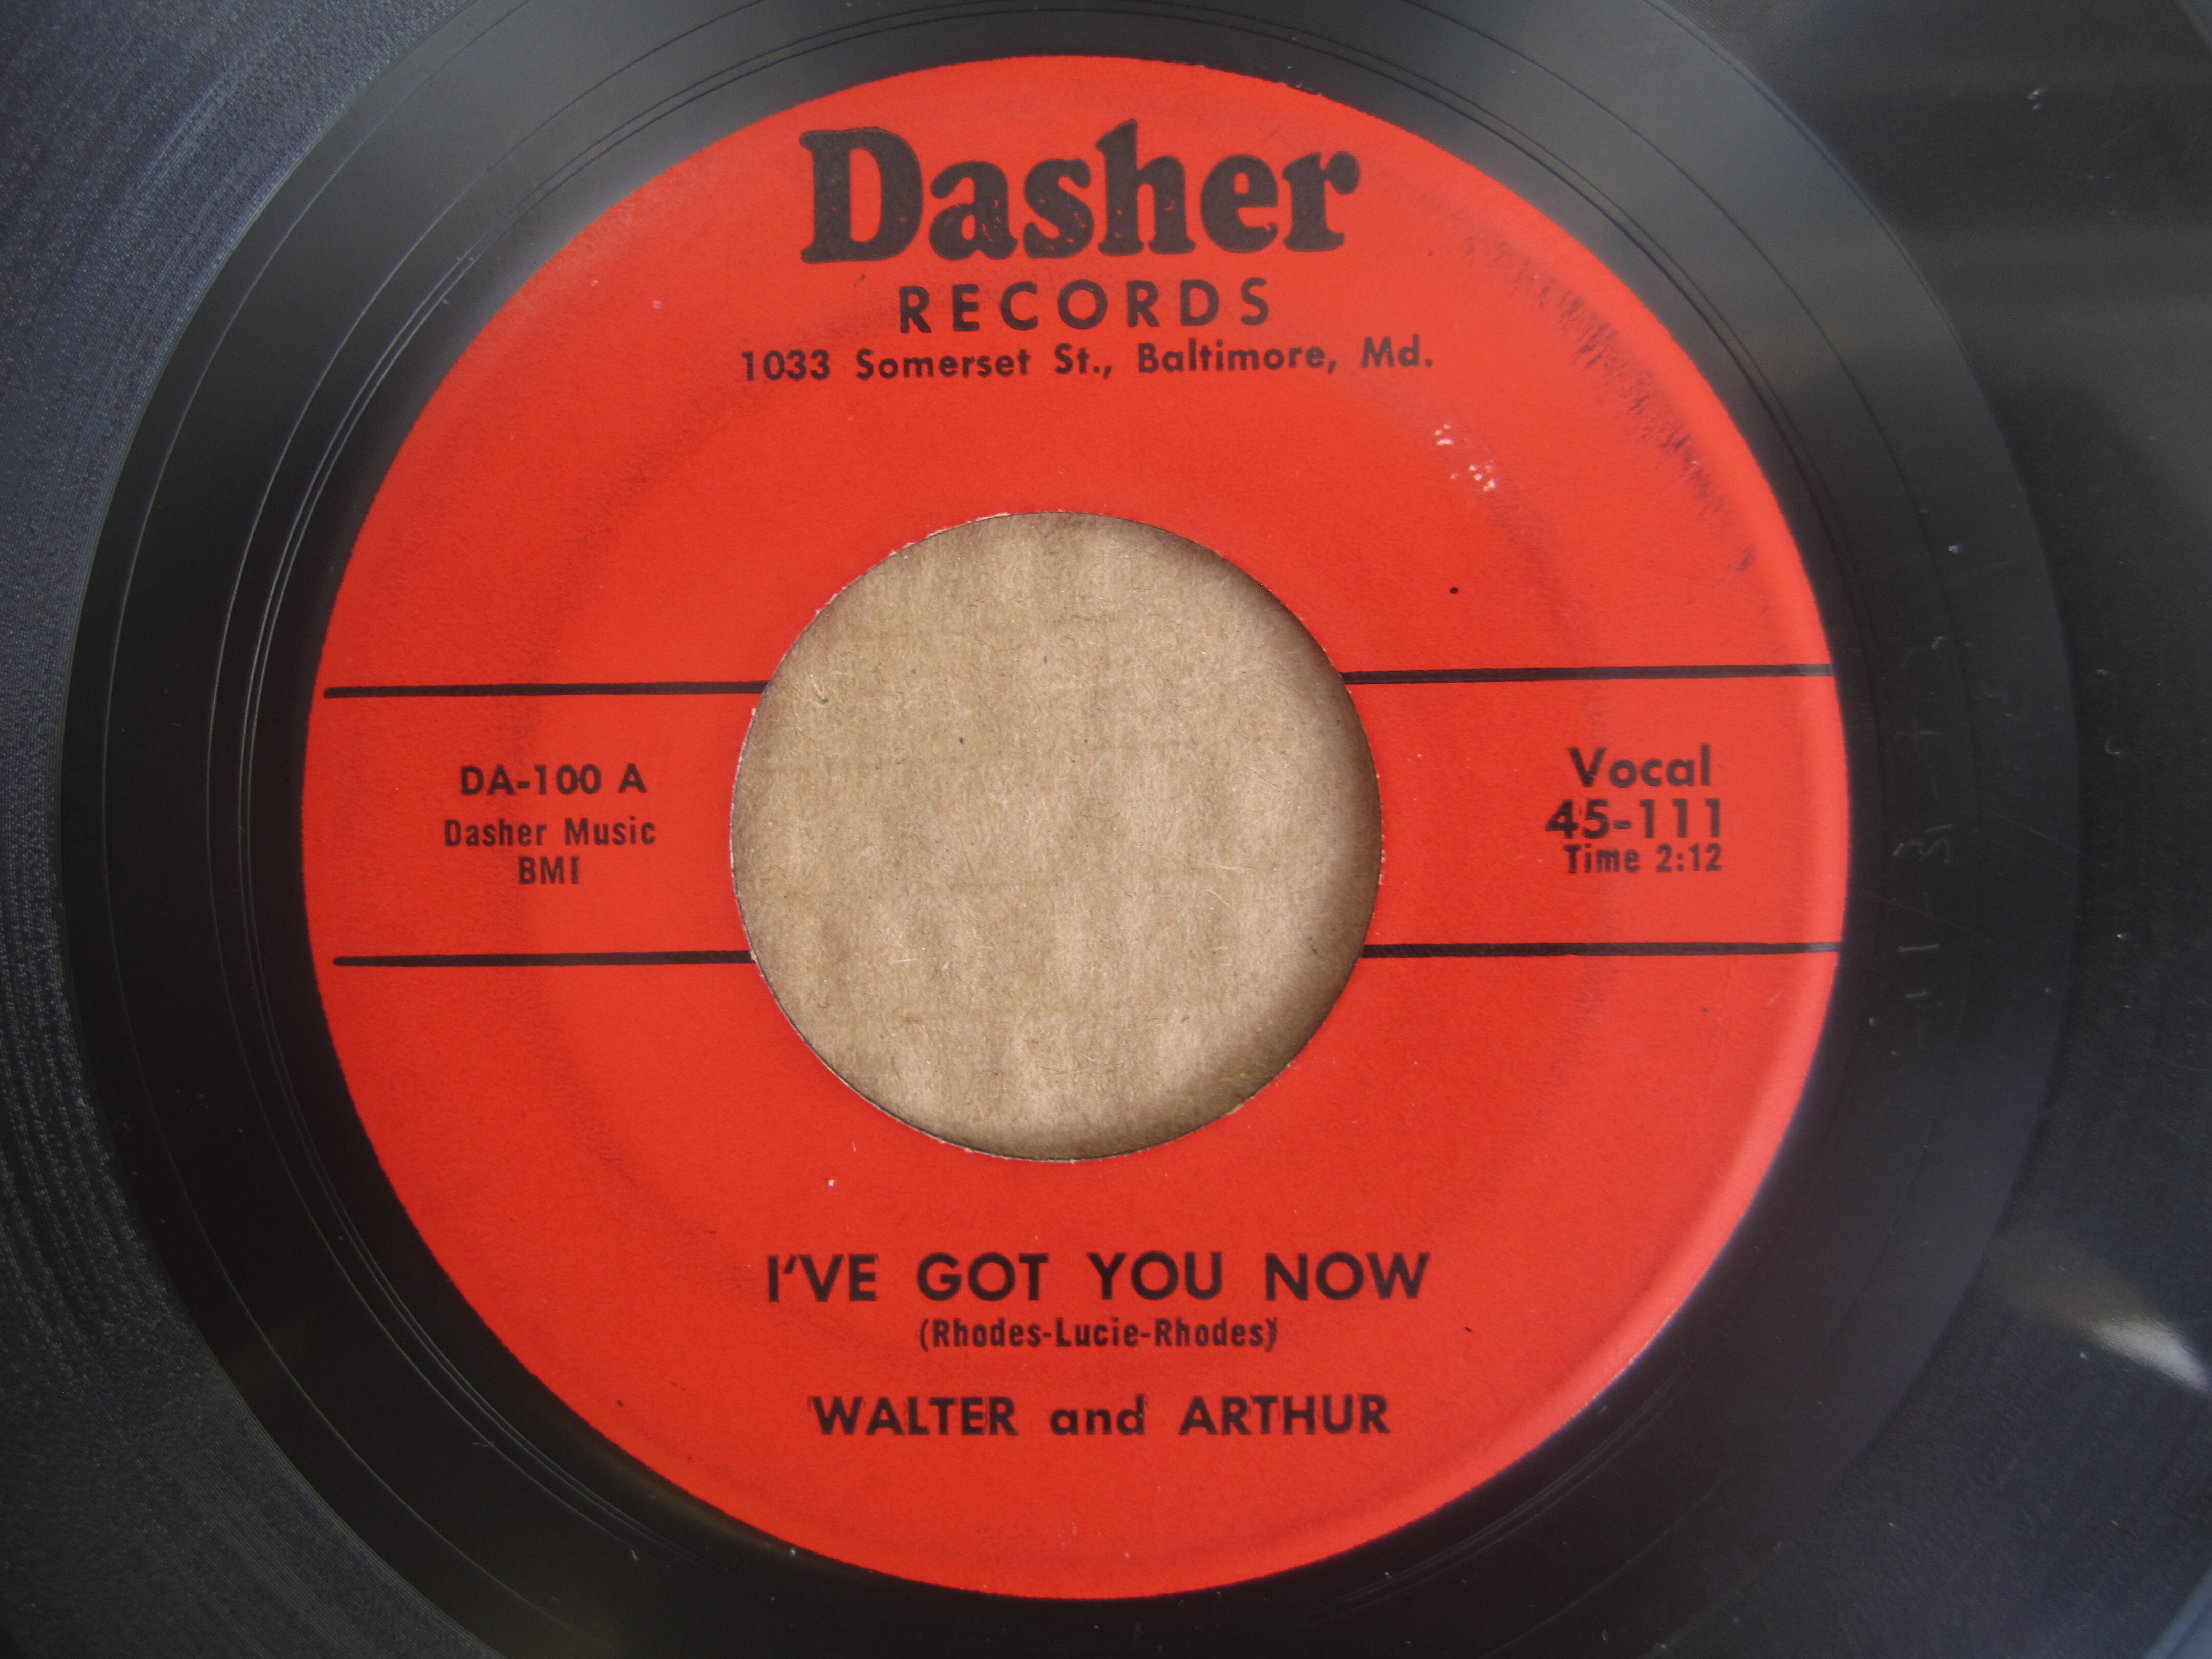 Dasher
RECORDS
1033 Somerset St., Baltimore, Md.
DA-100 A
Dasher Music
BMI
Vocal
45-111
Time 2:12
I'VE GOT YOU NOW
(Rhodes-Lucie-Rhodes)
WALTER and ARTHUR